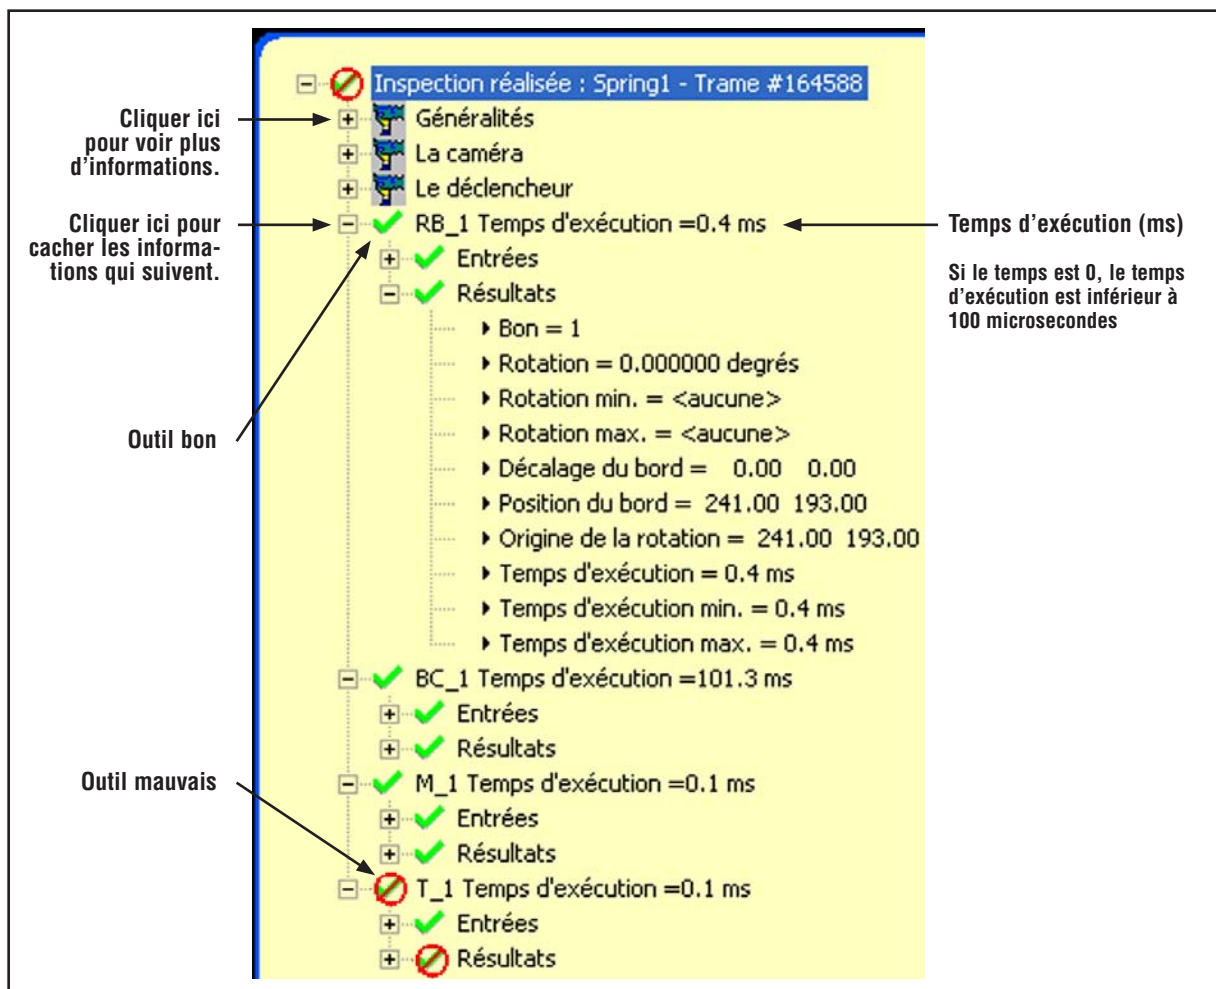 Inspection réalisée : Spring1 - Trame #164588
Cliquer ici
pour voir plus
d'informations.
Généralités
La caméra
Le déclencheur
Cliquer ici pour
cacher les informa-
tions qui suivent.
RB_1 Temps d'exécution =0.4 ms
Temps d'exécution (ms)
Si le temps est 0, le temps
d'exécution est inférieur à
100 microsecondes
Entrées
Résultats
Bon = 1
Rotation = 0.000000 degrés
Rotation min. = <aucune>
Rotation max. = <aucune>
Outil bon
Décalage du bord = 0.00 0.00
Position du bord = 241.00 193.00
Origine de la rotation = 241.00 193.00
Temps d'exécution = 0.4 ms
Temps d'exécution min. = 0.4 ms
Temps d'exécution max. = 0.4 ms
BC_1 Temps d'exécution =101.3 ms
Entrées
Résultats
Outil mauvais
M_1 Temps d'exécution =0.1 ms
Entrées
Résultats
T_1 Temps d'exécution =0.1 ms
Entrées
Résultats